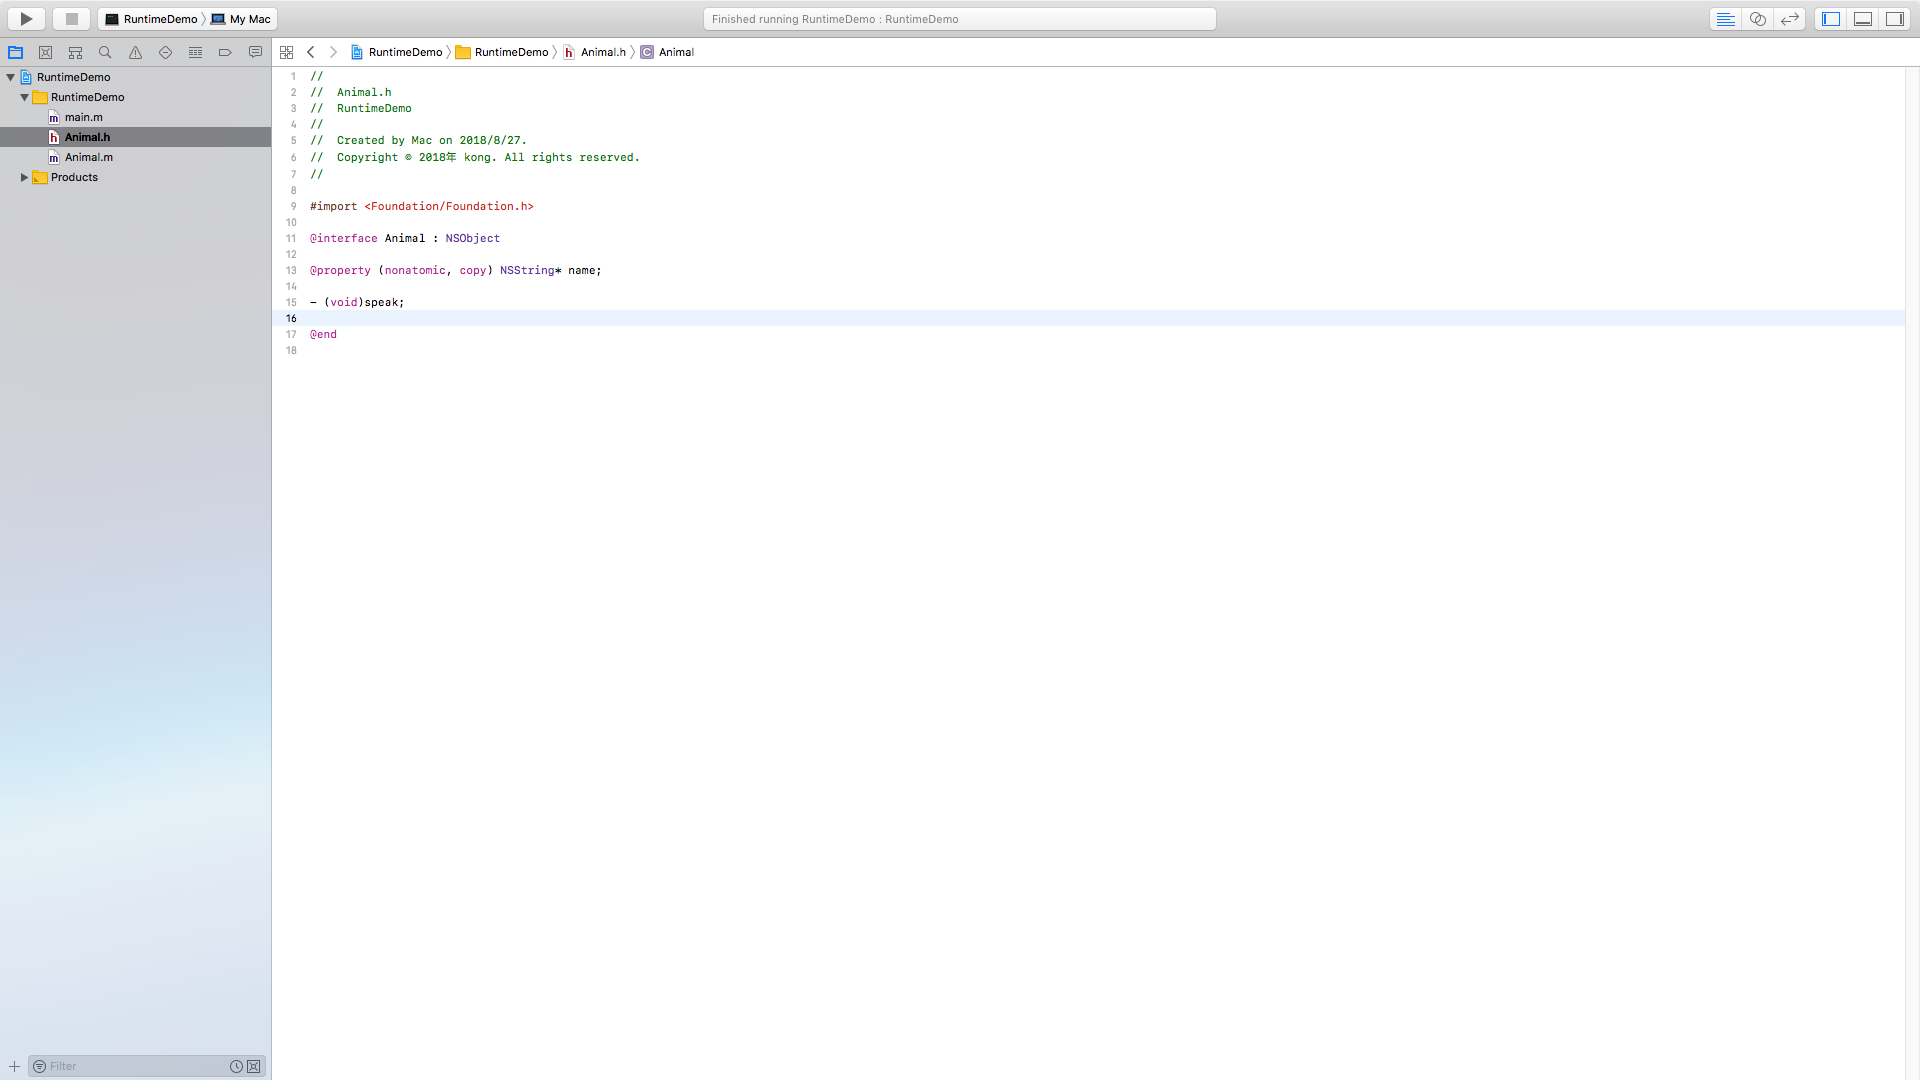 RuntimeDemo My Mac
Finished running RuntimeDemo : RuntimeDemo
RuntimeDemo RuntimeDemo Animal.h C Animal
RuntimeDemo
RuntimeDemo
m main.m
h Animal.h
m Animal.m
Products
Filter
1 //
2 // Animal.h
3 // RuntimeDemo
4 //
5 // Created by Mac on 2018/8/27.
6 // Copyright © 2018年 kong. All rights reserved.
7 //
8
9 #import <Foundation/Foundation.h>
10
11 @interface Animal : NSObject
12
13 @property (nonatomic, copy) NSString* name;
14
15 - (void)speak;
16
17 @end
18